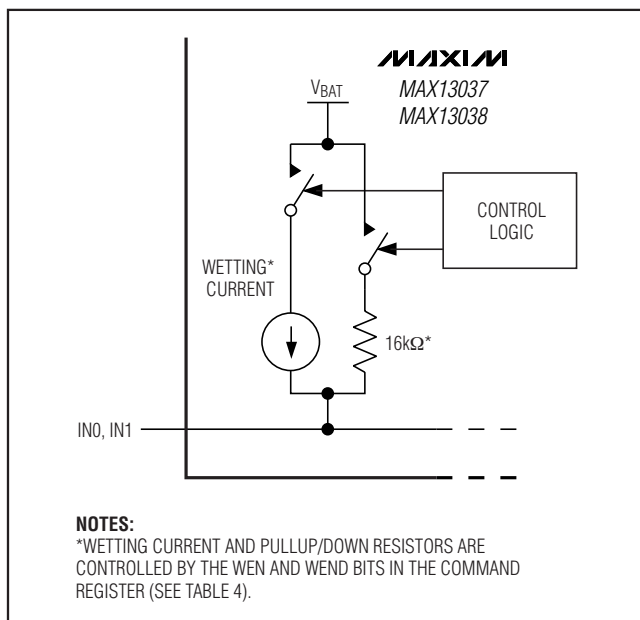 MAXIM
MAX13037
MAX13038
VBAT
CONTROL
LOGIC
WETTING*
CURRENT
16kΩ*
IN0, IN1
NOTES:
*WETTING CURRENT AND PULLUP/DOWN RESISTORS ARE
CONTROLLED BY THE WEN AND WEND BITS IN THE COMMAND
REGISTER (SEE TABLE 4).